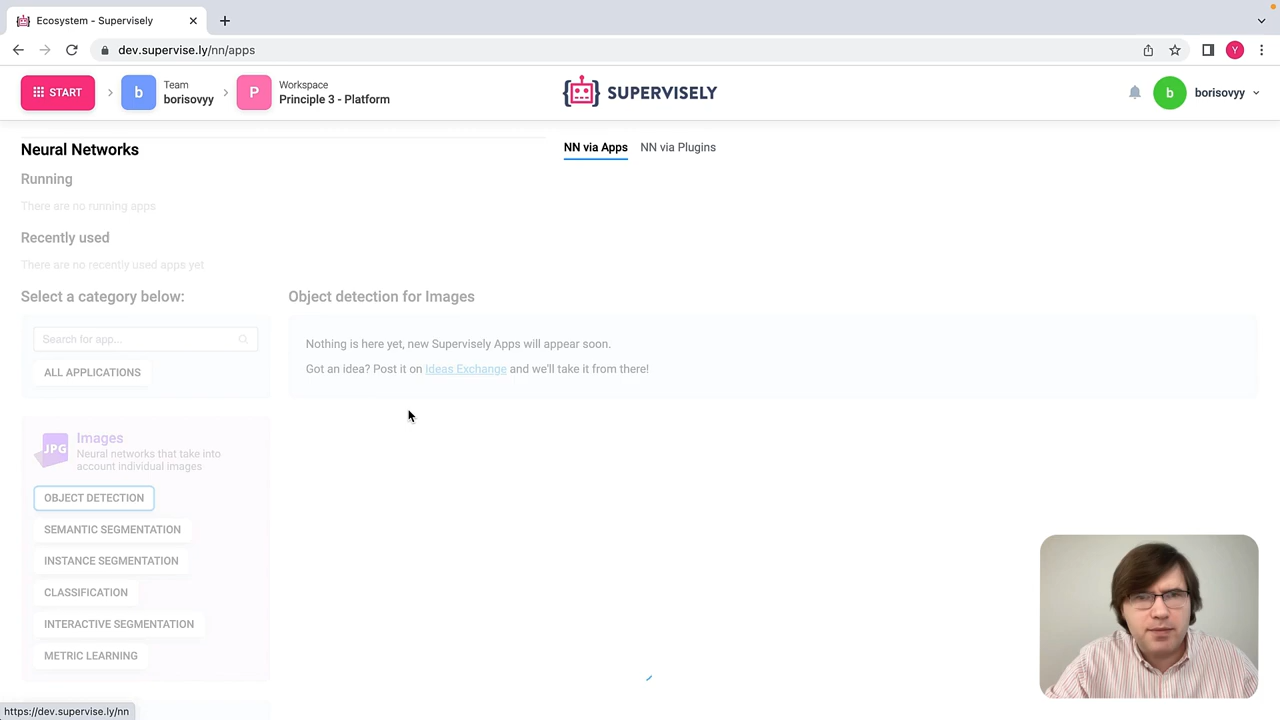 Ecosystem - Supervisely
dev.supervise.ly/nn/apps
Y
START
b
Team
borisovyy
P
Workspace
Principle 3 - Platform
SUPERVISELY
b
borisovyy
Neural Networks
NN via Apps
NN via Plugins
Running
There are no running apps
Recently used
There are no recently used apps yet
Select a category below:
Search for app...
ALL APPLICATIONS
Object detection for Images
Nothing is here yet, new Supervisely Apps will appear soon.
Got an idea? Post it on Ideas Exchange and we'll take it from there!
JPG
Images
Neural networks that take into
account individual images
OBJECT DETECTION
SEMANTIC SEGMENTATION
INSTANCE SEGMENTATION
CLASSIFICATION
INTERACTIVE SEGMENTATION
METRIC LEARNING
https://dev.supervise.ly/nn